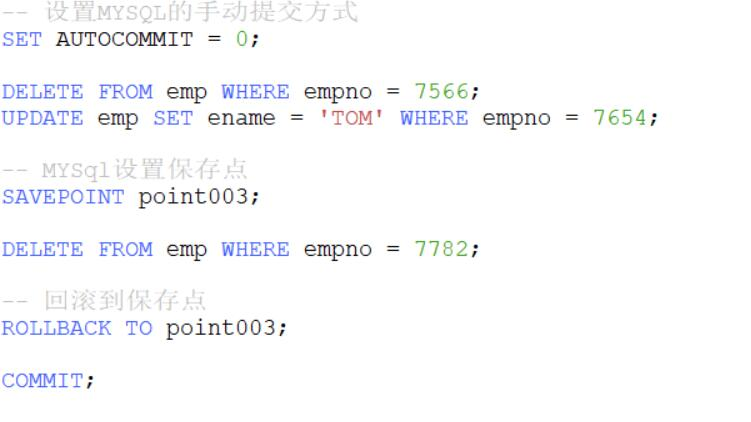 -- 设置MYSQL的手动提交方式
SET AUTOCOMMIT = 0;
DELETE FROM emp WHERE empno = 7566;
UPDATE emp SET ename = 'TOM' WHERE empno = 7654;
-- MYSql设置保存点
SAVEPOINT point003;
DELETE FROM emp WHERE empno = 7782;
-- 回滚到保存点
ROLLBACK TO point003;
COMMIT;